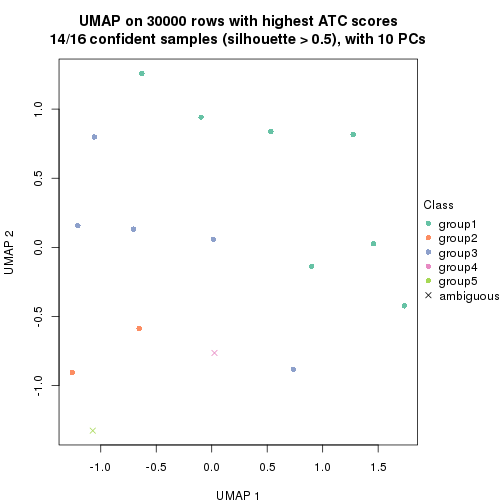 UMAP on 30000 rows with highest ATC scores
14/16 confident samples (silhouette > 0.5), with 10 PCs
1.0
0.5
0.0
-0.5
-1.0
UMAP 2
-1.0 -0.5 0.0 0.5 1.0 1.5
UMAP 1
Class
group1
group2
group3
group4
group5
ambiguous